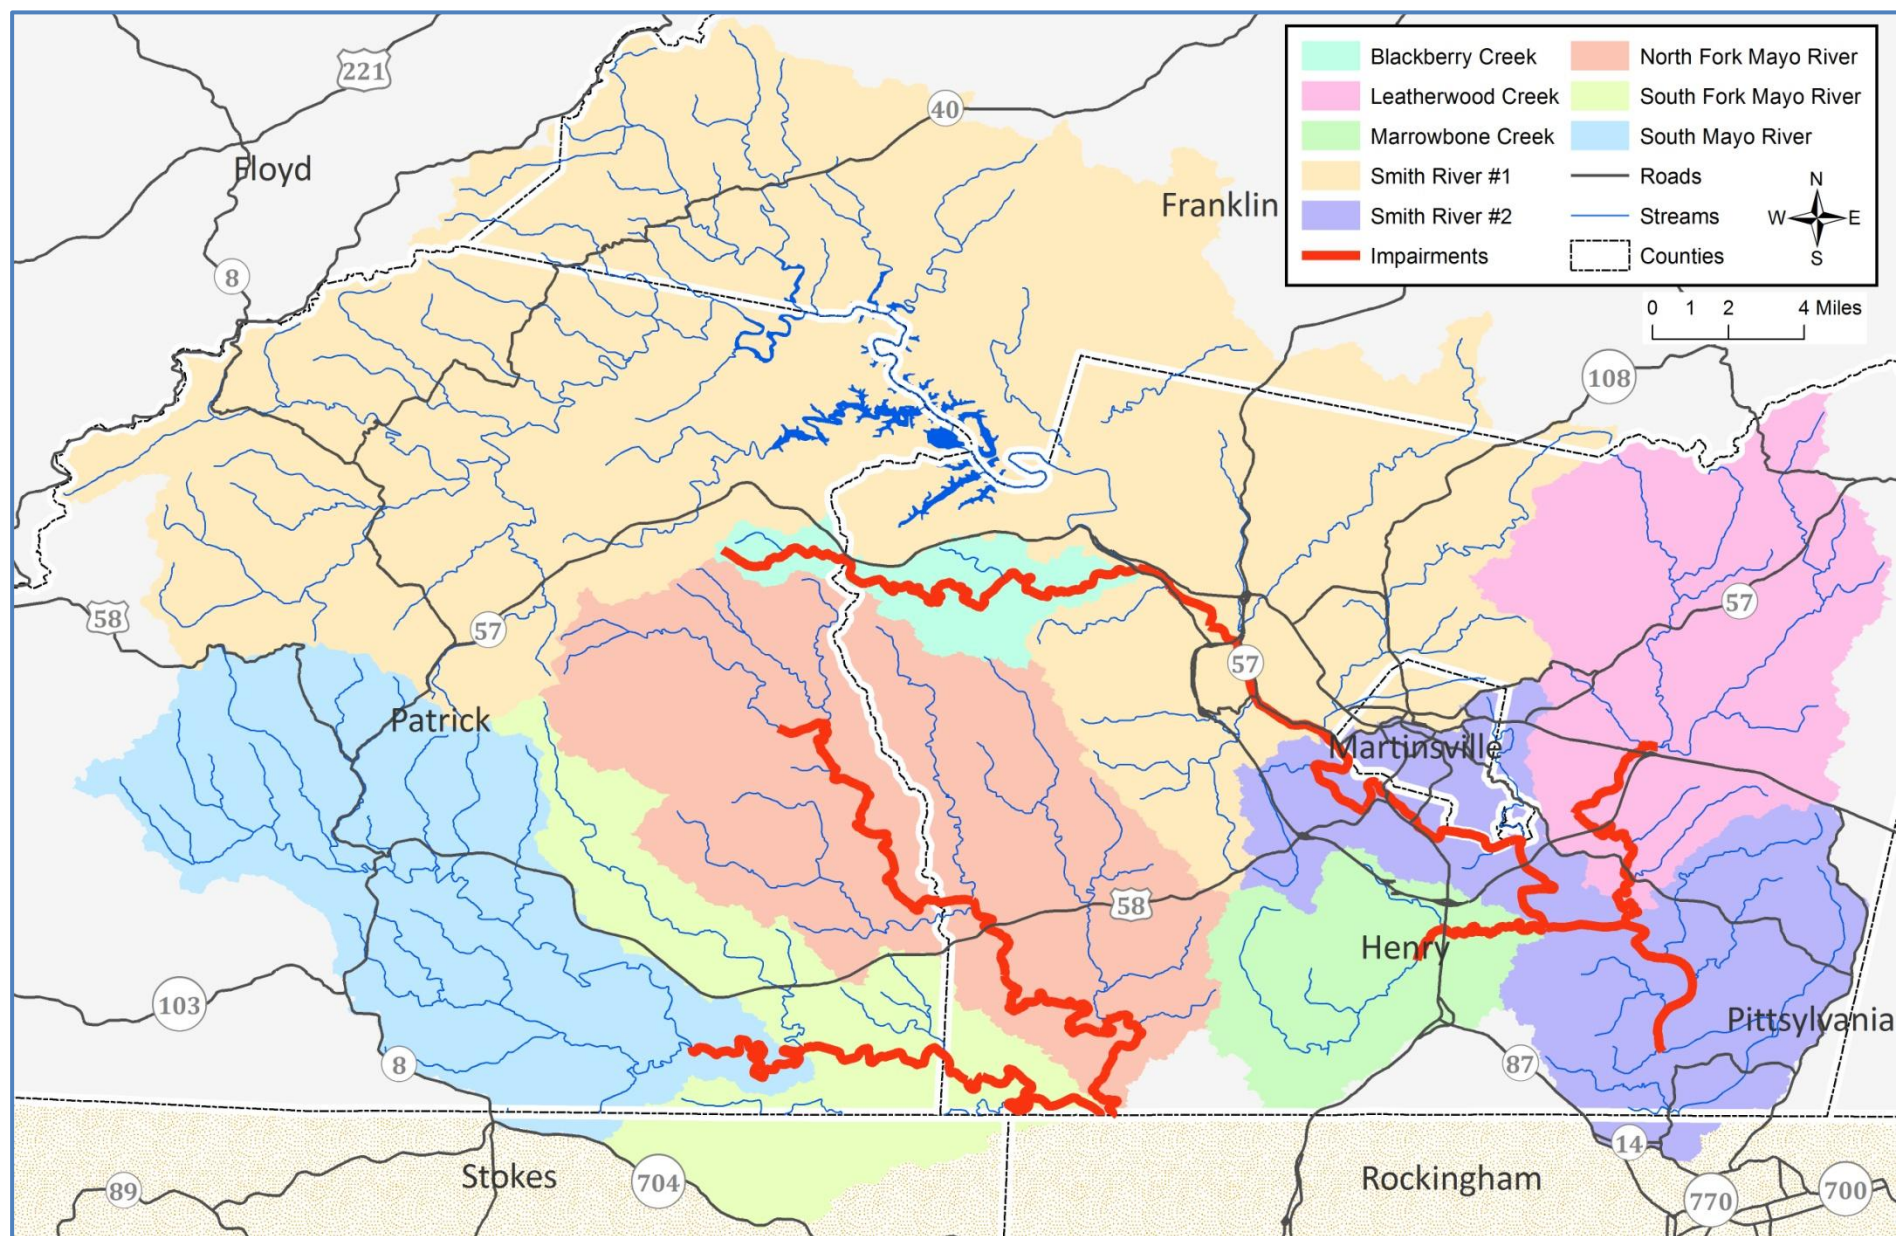 Blackberry Creek
Leatherwood Creek
Marrowbone Creek
Smith River #1
Smith River #2
Impairments
North Fork Mayo River
South Fork Mayo River
South Mayo River
Roads
Streams
Counties
N
W E
S
0 1 2 4 Miles
221
40
Floyd
Franklin
8
108
58
57
57
57
Patrick
Martinsville
58
Henry
103
Pittsylvania
8
87
14
Stokes
704
Rockingham
89
770
700